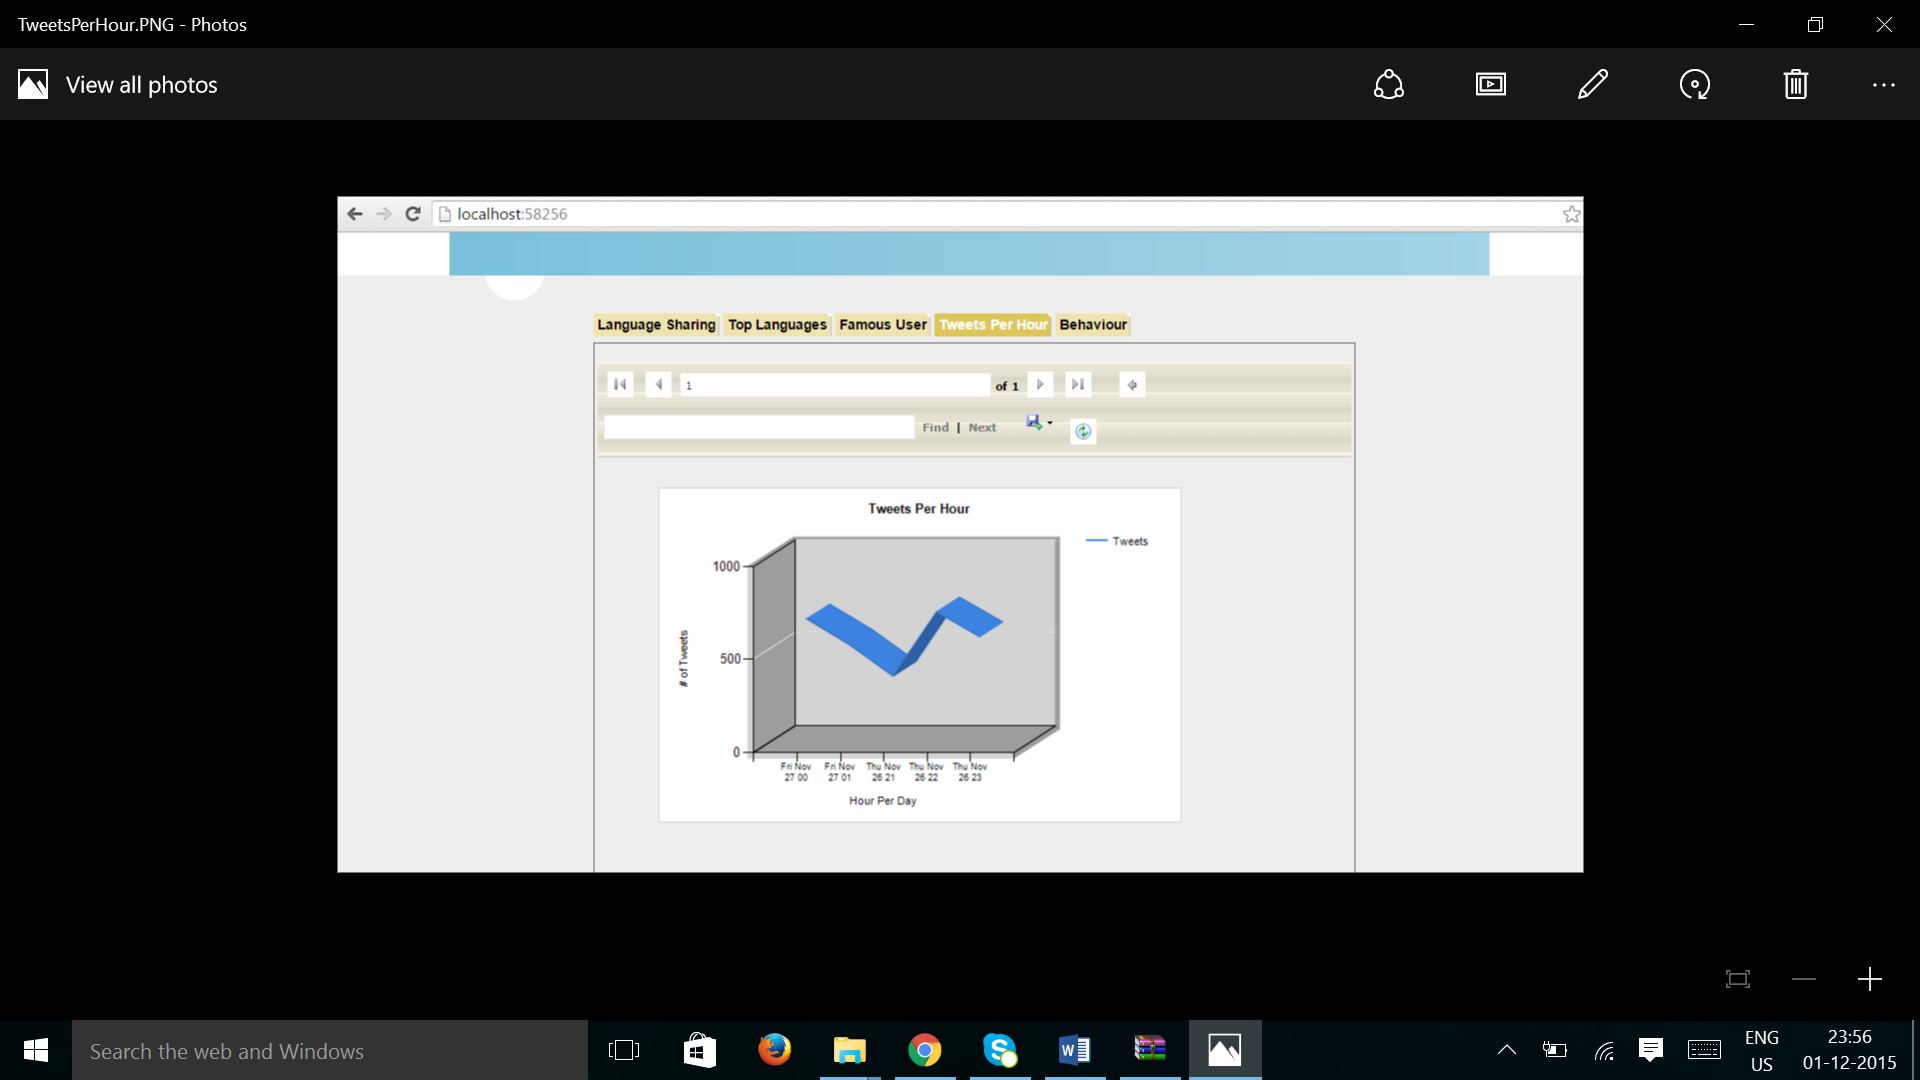 TweetsPerHour.PNG - Photos
View all photos
localhost:58256
Language Sharing Top Languages Famous User Tweets Per Hour Behaviour
1 of 1
Find | Next
Tweets Per Hour
Tweets
1000
500
0
# of Tweets
Fri Nov Fri Nov Thu Nov Thu Nov Thu Nov
27 00 27 01 26 21 26 22 26 23
Hour Per Day
Search the web and Windows
ENG
US
23:56
01-12-2015